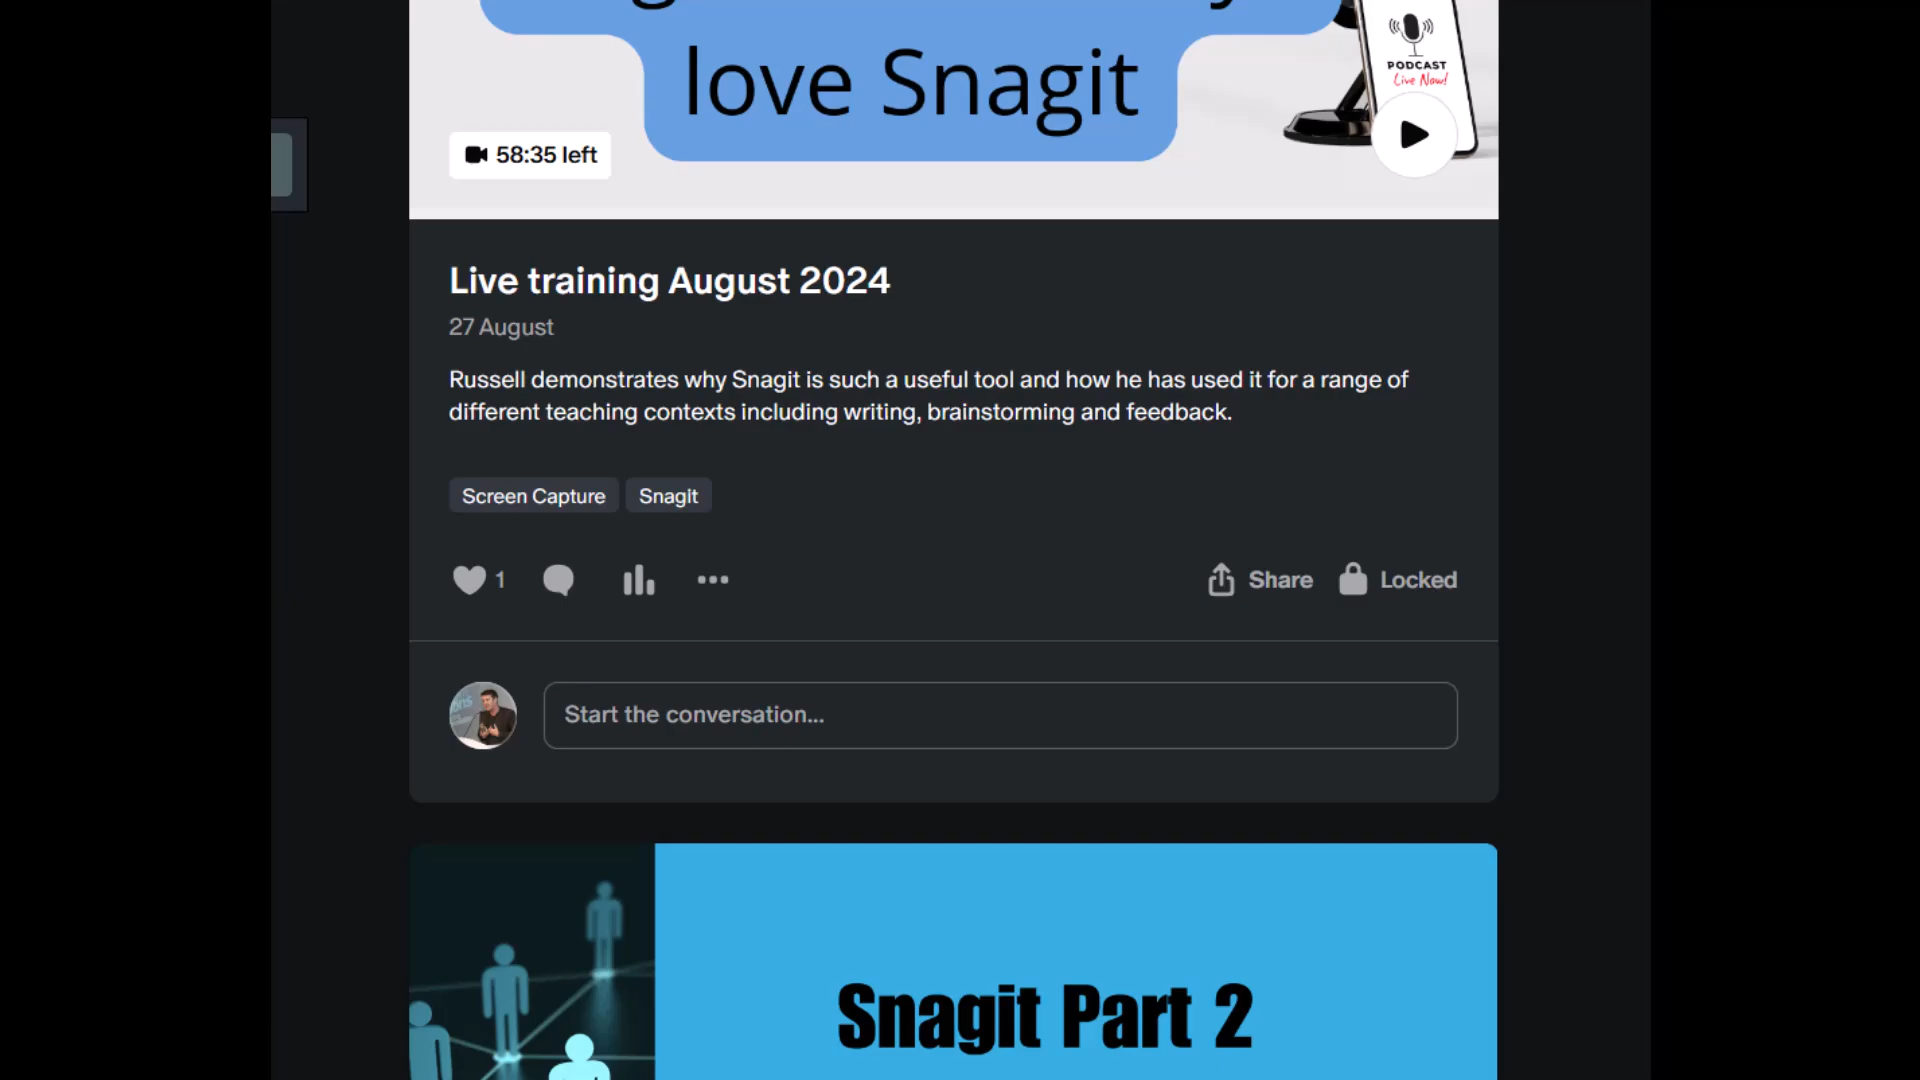 love Snagit
PODCAST
Live Now!
58:35 left
Live training August 2024
27 August
Russell demonstrates why Snagit is such a useful tool and how he has used it for a range of
different teaching contexts including writing, brainstorming and feedback.
Screen Capture
Snagit
1
Share
Locked
Start the conversation...
Snagit Part 2